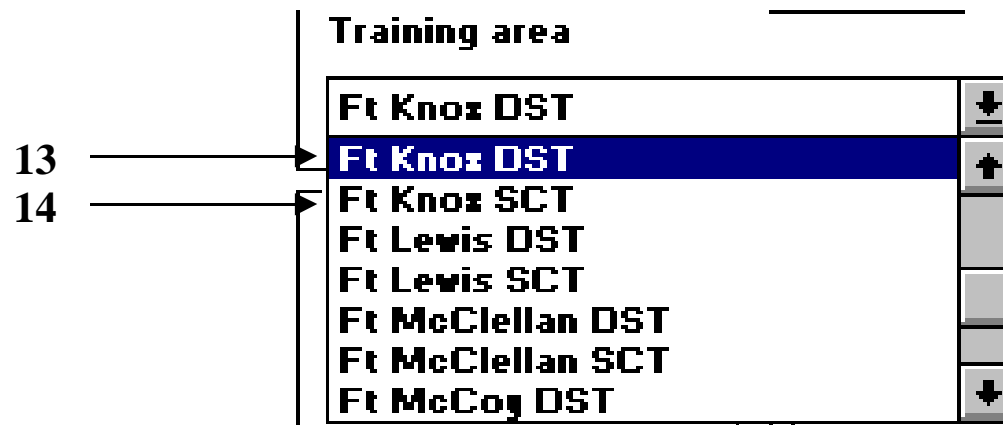 Training area
Ft Knox DST
13 Ft Knox DST
14 Ft Knox SCT
Ft Lewis DST
Ft Lewis SCT
Ft McClellan DST
Ft McClellan SCT
Ft McCoy DST